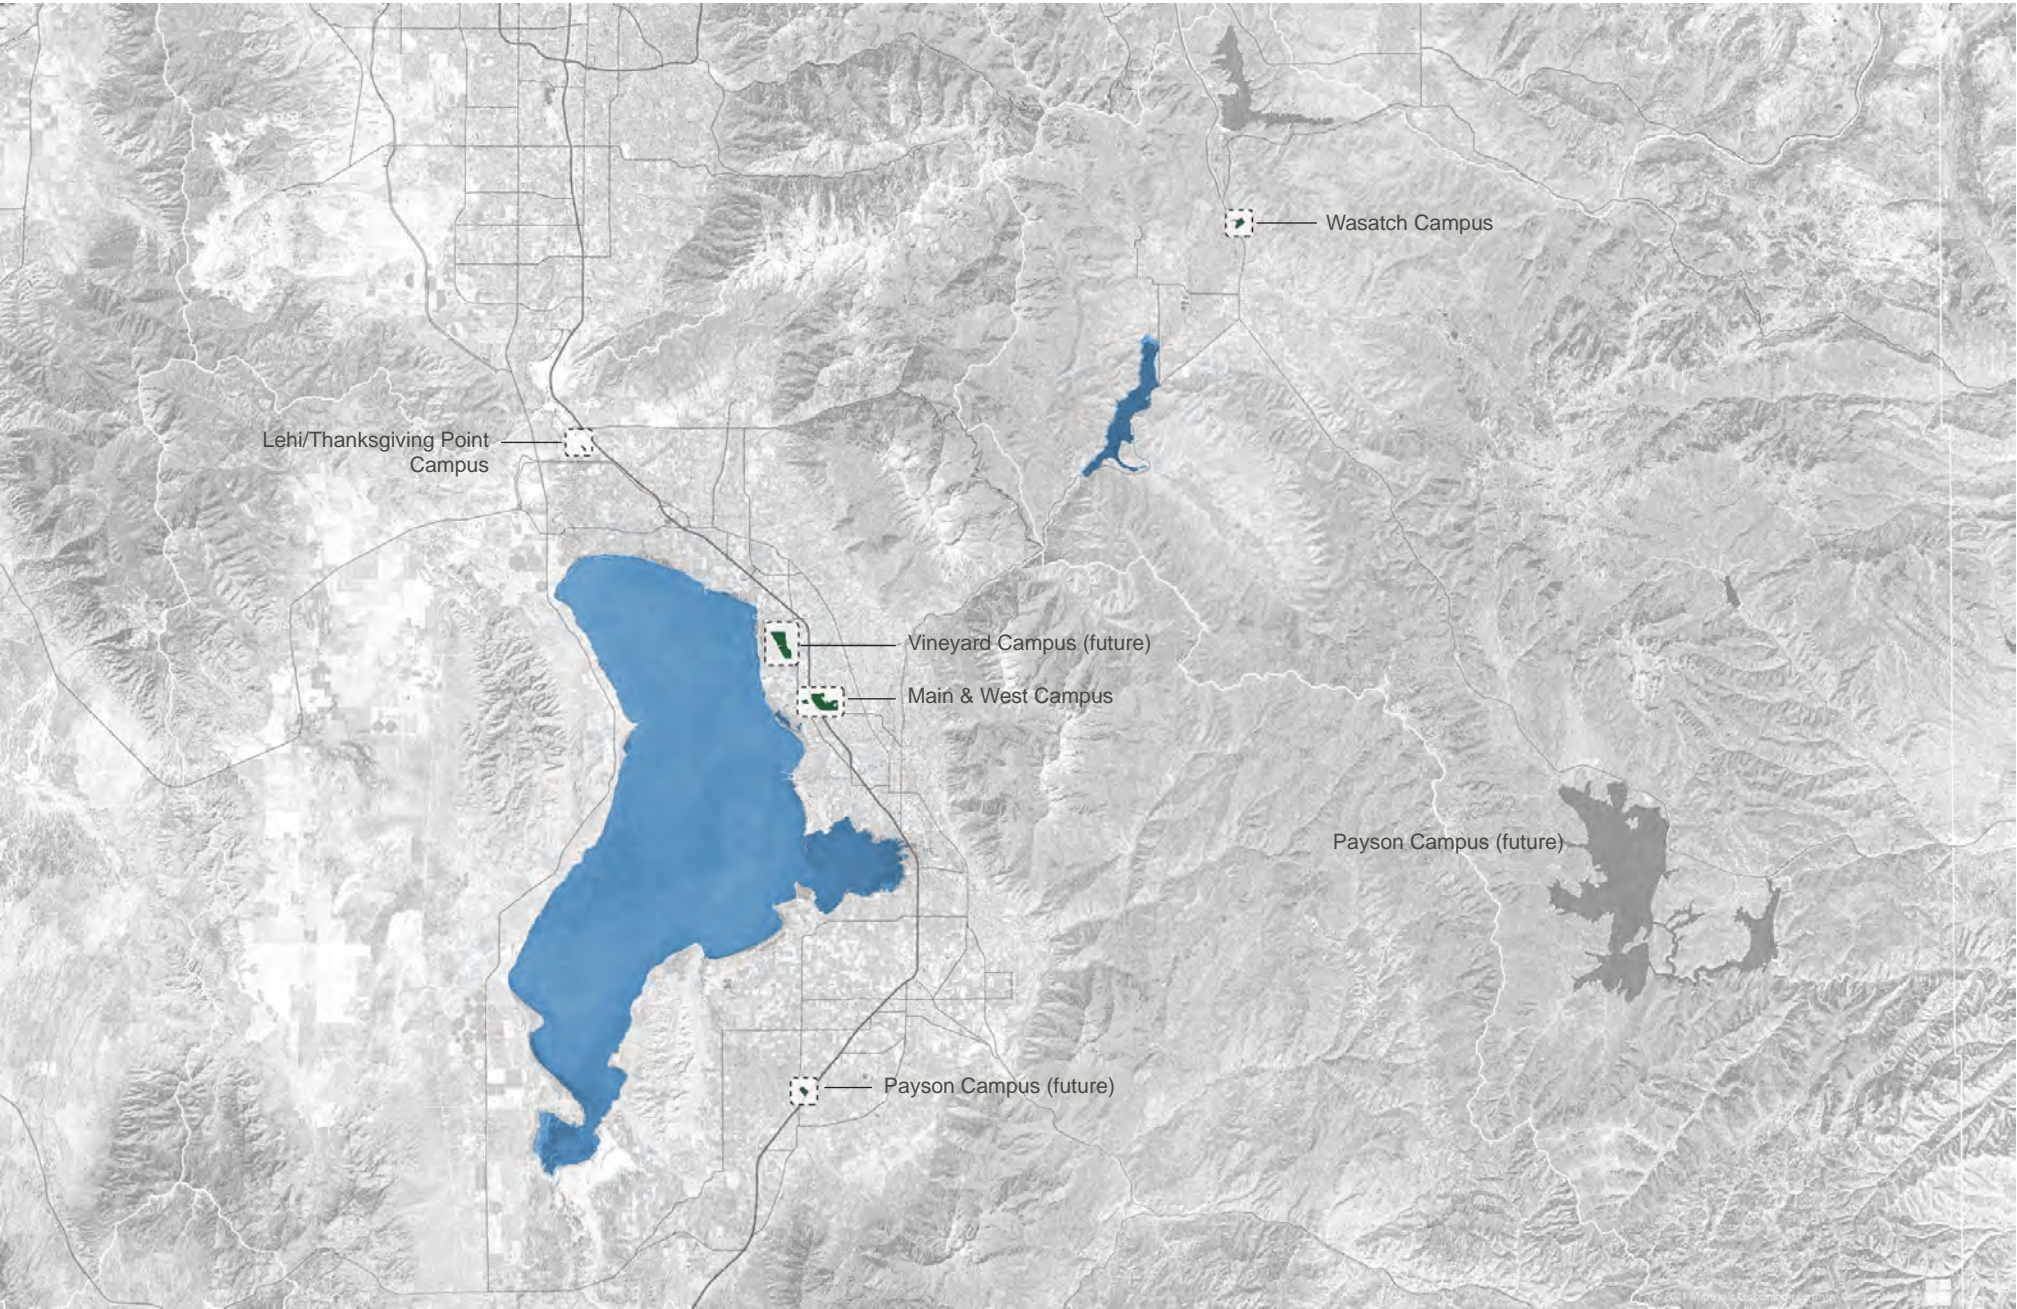 Wasatch Campus
Lehi/Thanksgiving Point
Campus
Vineyard Campus (future)
Main & West Campus
Payson Campus (future)
Payson Campus (future)